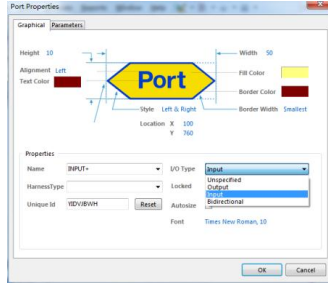 Port Properties
Graphical Parameters
Height 10
Width 50
Alignment Left
Text Color
Fill Color
Port
Border Color
Style Left & Right
Border Width Smallest
Location X 100
Y 760
Properties
Name INPUT+
I/O Type Input
Unspecified
Output
Input
Bidirectional
HarnessType
Locked
Unique Id
Reset
Autosize
Font Times New Roman, 10
OK Cancel